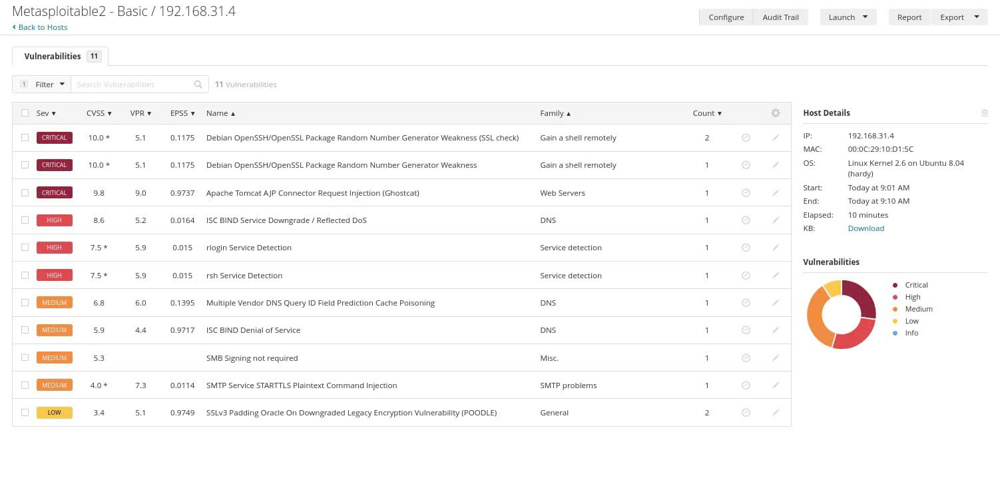 Metasploitable2 - Basic / 192.168.31.4
Back to Hosts
Configure Audit Trail Launch Report Export
Vulnerabilities 11
1 Filter Search Vulnerabilities 11 Vulnerabilities
Sev CVSS VPR EPSS Name Family Count
CRITICAL 10.0 * 5.1 0.1175 Debian OpenSSH/OpenSSL Package Random Number Generator Weakness (SSL check) Gain a shell remotely 2
CRITICAL 10.0 * 5.1 0.1175 Debian OpenSSH/OpenSSL Package Random Number Generator Weakness Gain a shell remotely 1
CRITICAL 9.8 9.0 0.9737 Apache Tomcat AJP Connector Request Injection (Ghostcat) Web Servers 1
HIGH 8.6 5.2 0.0164 ISC BIND Service Downgrade / Reflected DoS DNS 1
HIGH 7.5 * 5.9 0.015 rlogin Service Detection Service detection 1
HIGH 7.5 * 5.9 0.015 rsh Service Detection Service detection 1
MEDIUM 6.8 6.0 0.1395 Multiple Vendor DNS Query ID Field Prediction Cache Poisoning DNS 1
MEDIUM 5.9 4.4 0.9717 ISC BIND Denial of Service DNS 1
MEDIUM 5.3 SMB Signing not required Misc. 1
MEDIUM 4.0 * 7.3 0.0114 SMTP Service STARTTLS Plaintext Command Injection SMTP problems 1
LOW 3.4 5.1 0.9749 SSLv3 Padding Oracle On Downgraded Legacy Encryption Vulnerability (POODLE) General 2
Host Details
IP: 192.168.31.4
MAC: 00:0C:29:10:D1:5C
OS: Linux Kernel 2.6 on Ubuntu 8.04
(hardy)
Start: Today at 9:01 AM
End: Today at 9:10 AM
Elapsed: 10 minutes
KB: Download
Vulnerabilities
Critical
High
Medium
Low
Info